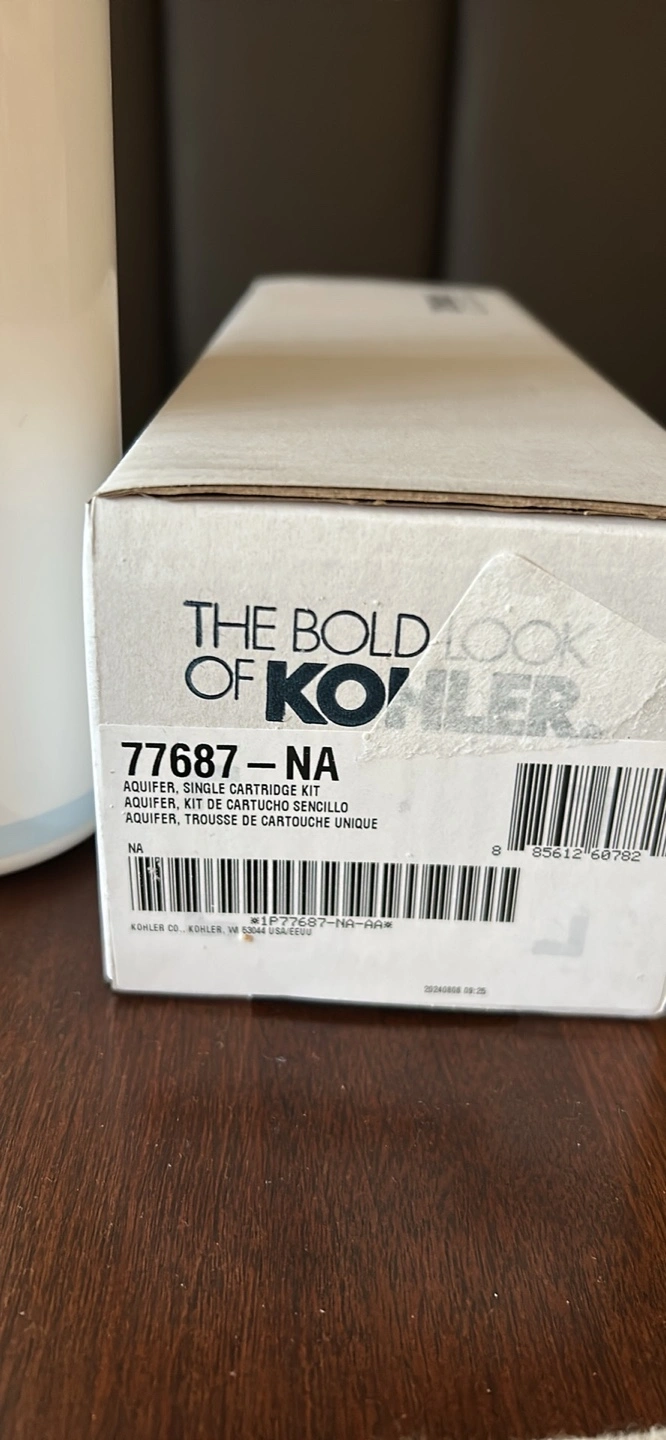 THE BOLD LOOK
OF KOHLER®
77687-NA
AQUIFER, SINGLE CARTRIDGE KIT
AQUIFER, KIT DE CARTUCHO SENCILLO
AQUIFER, TROUSSE DE CARTOUCHE UNIQUE
NA
8 85612 60782
*1P77687-NA-AA*
KOHLER CO., KOHLER, WI 53044 USA/EEUU